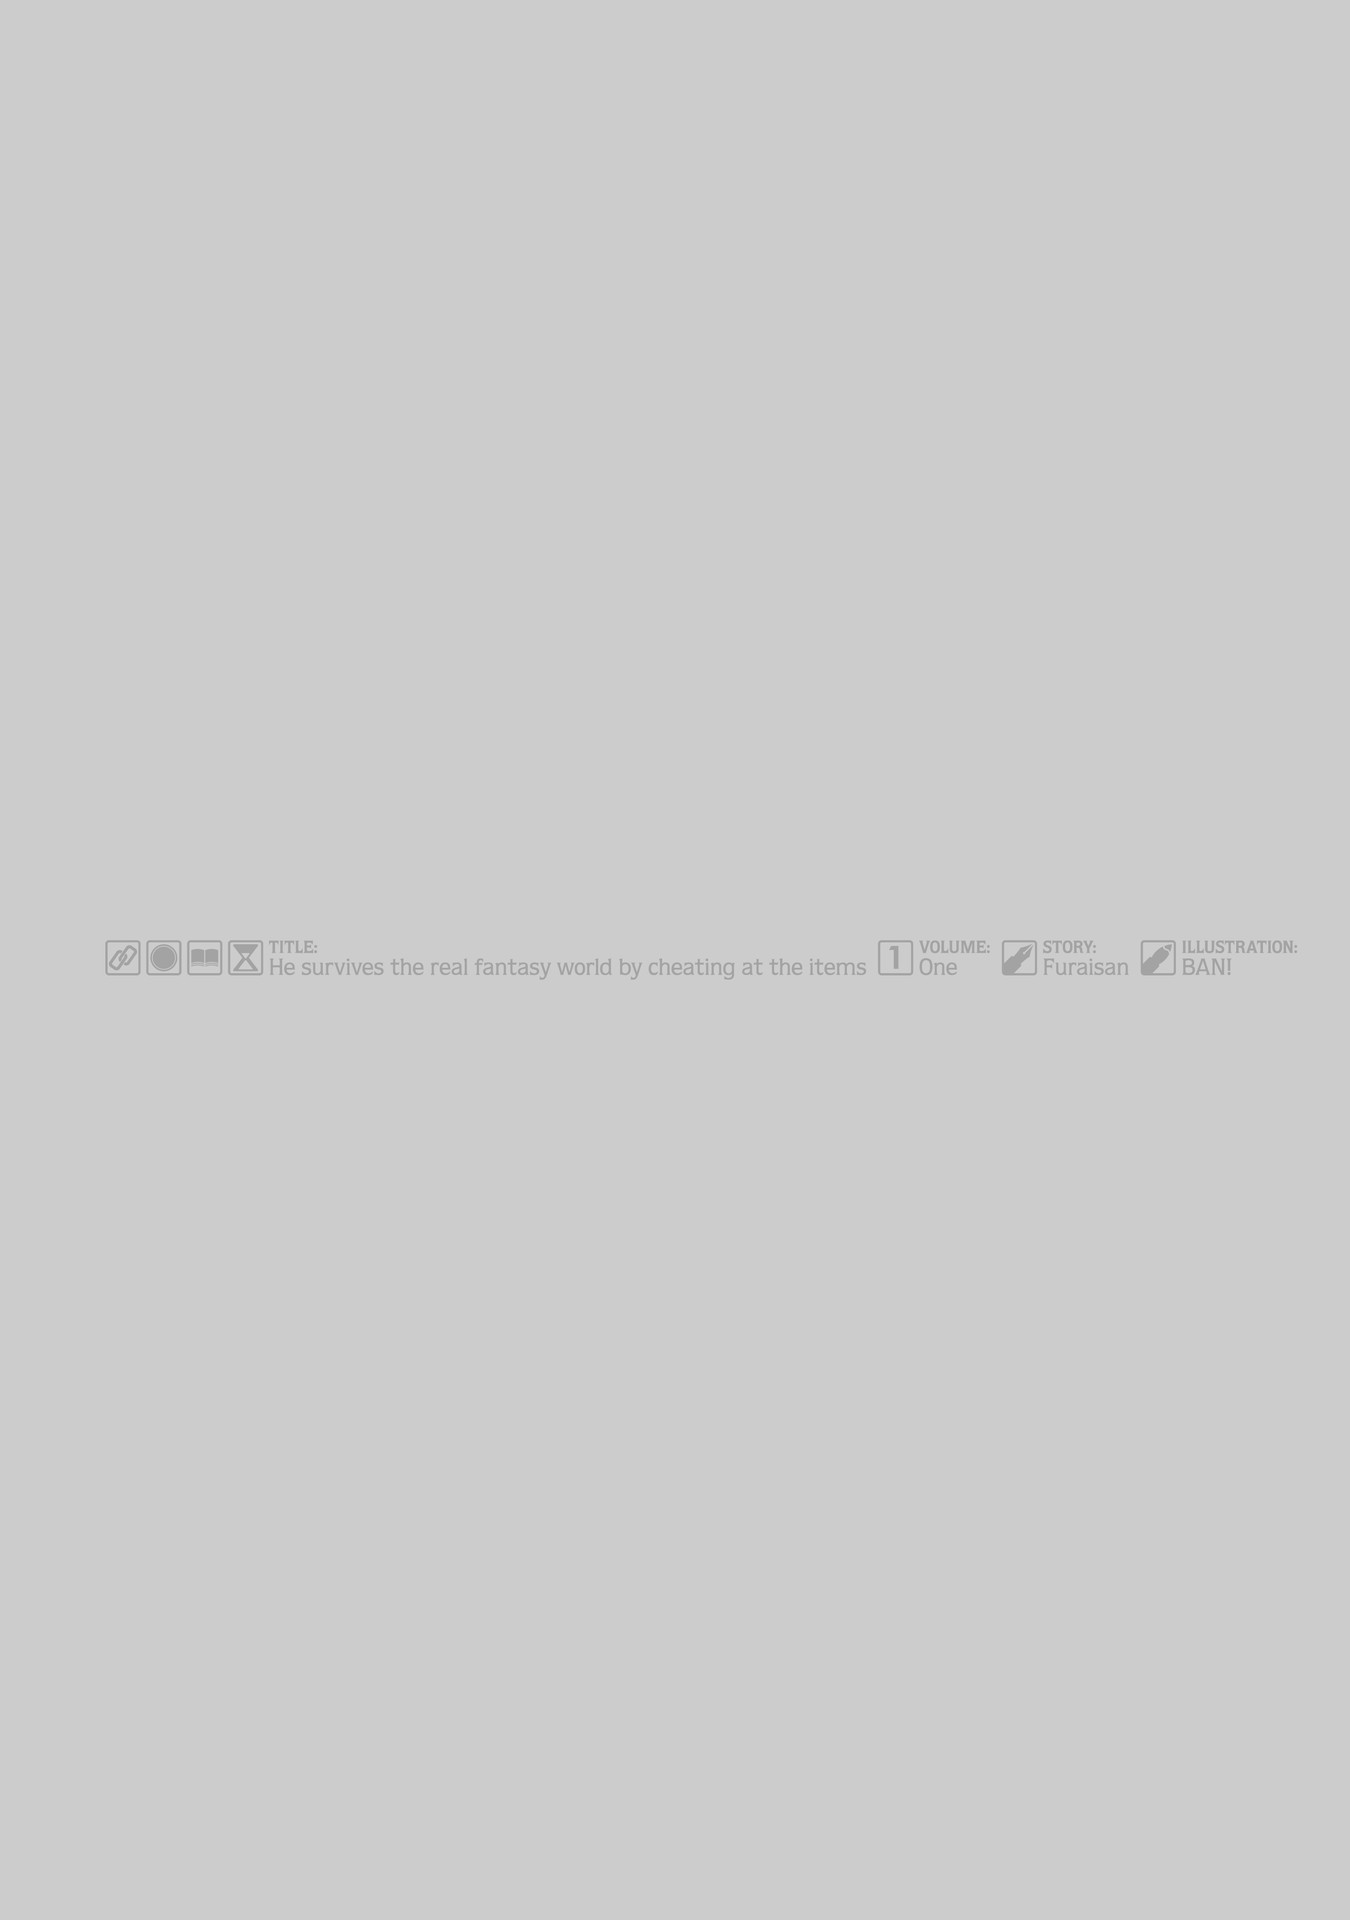 TITLE:
He survives the real fantasy world by cheating at the items
1
VOLUME:
One
STORY:
Furaisan
ILLUSTRATION:
BAN!